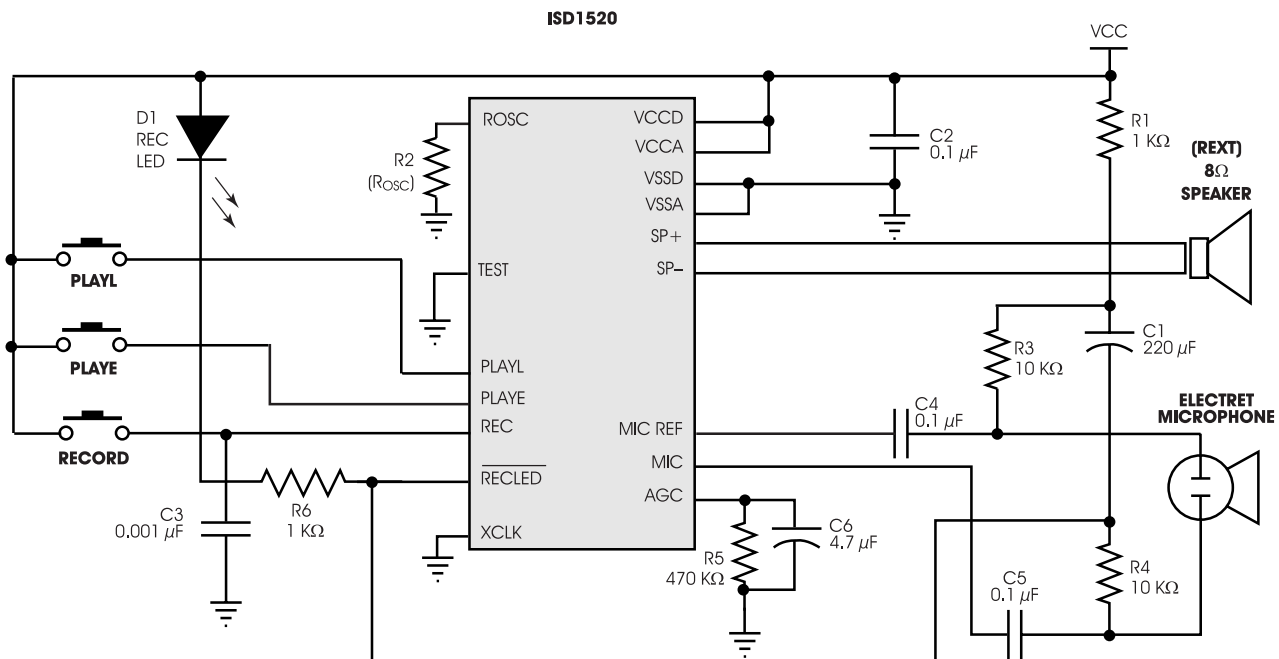 ISD1520
VCC
D1
REC
LED
ROSC
R2
(ROSC)
VCCD
VCCA
VSSD
VSSA
SP+
SP–
C2
0.1 µF
R1
1 KΩ
(REXT)
8Ω
SPEAKER
PLAYL
TEST
PLAYE
PLAYL
PLAYE
REC
RECORD
R3
10 KΩ
C1
220 µF
C4
0.1 µF
ELECTRET
MICROPHONE
MIC REF
MIC
AGC
RECLED
XCLK
C3
0.001 µF
R6
1 KΩ
R5
470 KΩ
C6
4.7 µF
C5
0.1 µF
R4
10 KΩ